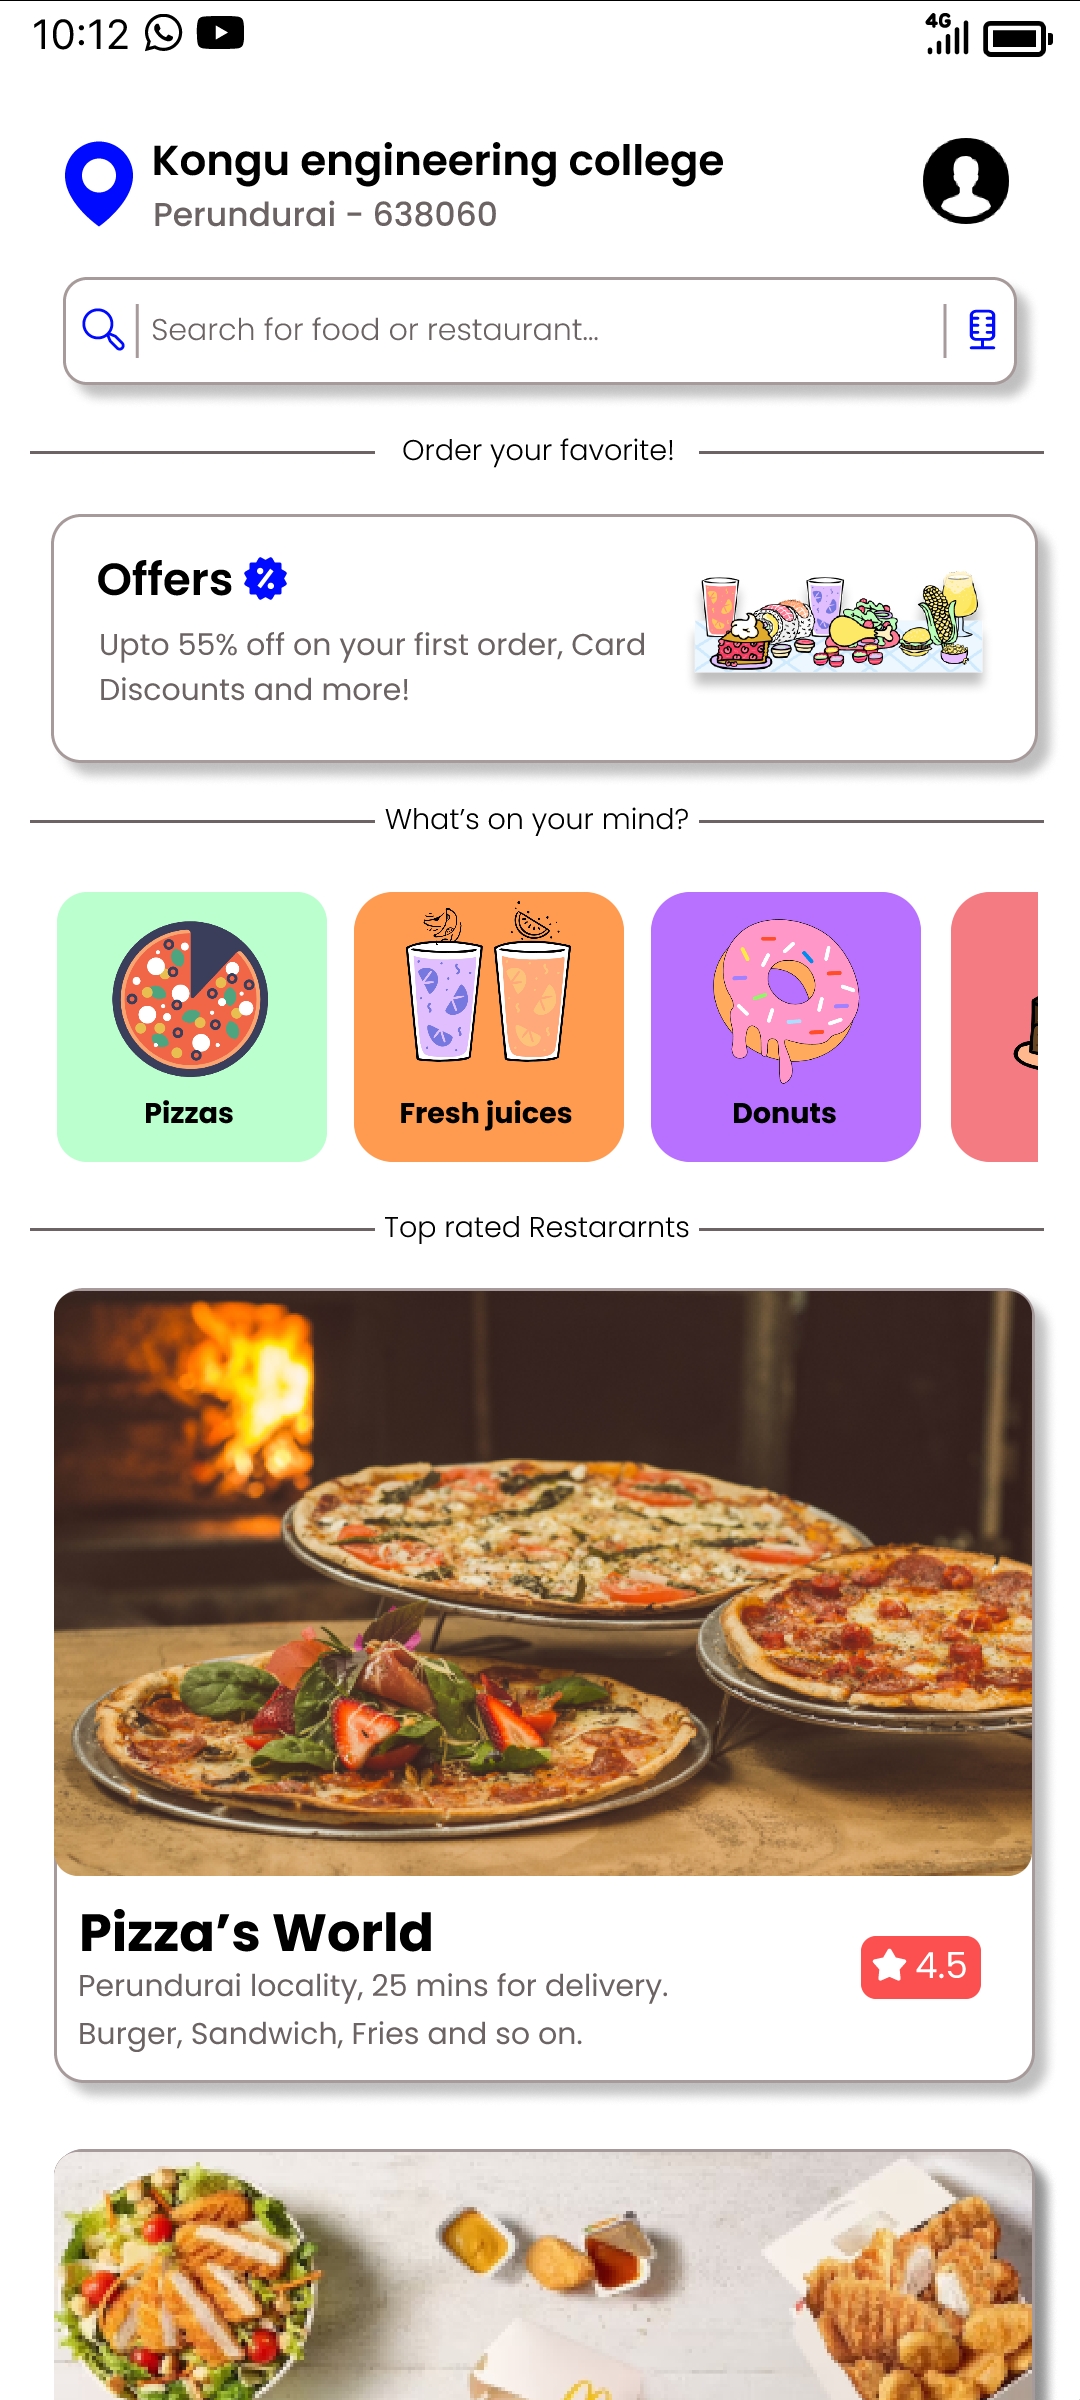 10:12
4G
Kongu engineering college
Perundurai - 638060
Search for food or restaurant...
Order your favorite!
Offers
Upto 55% off on your first order, Card
Discounts and more!
What’s on your mind?
Pizzas
Fresh juices
Donuts
Top rated Restararnts
Pizza’s World
Perundurai locality, 25 mins for delivery.
4.5
Burger, Sandwich, Fries and so on.